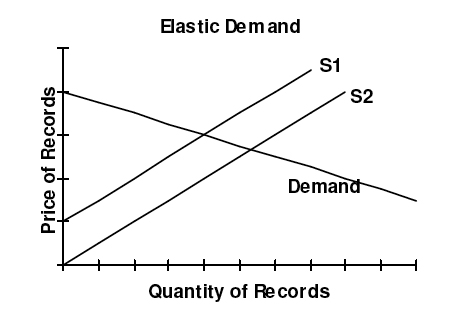 Elastic Demand
S1
S2
Demand
Price of Records
Quantity of Records